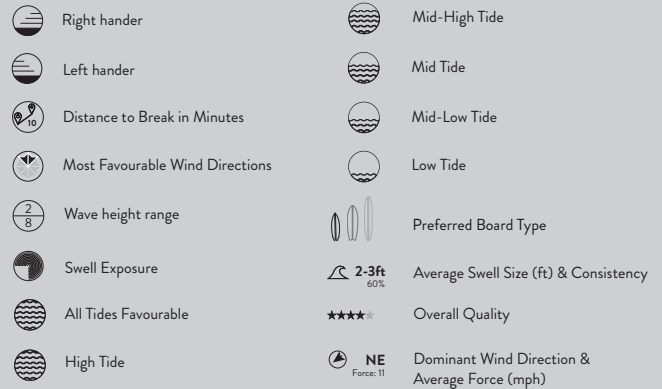 Right hander
Left hander
10
Distance to Break in Minutes
Most Favourable Wind Directions
2
8
Wave height range
Swell Exposure
All Tides Favourable
High Tide
Mid-High Tide
Mid Tide
Mid-Low Tide
Low Tide
Preferred Board Type
2-3ft
60%
Average Swell Size (ft) & Consistency
Overall Quality
NE
Force: 11
Dominant Wind Direction &
Average Force (mph)